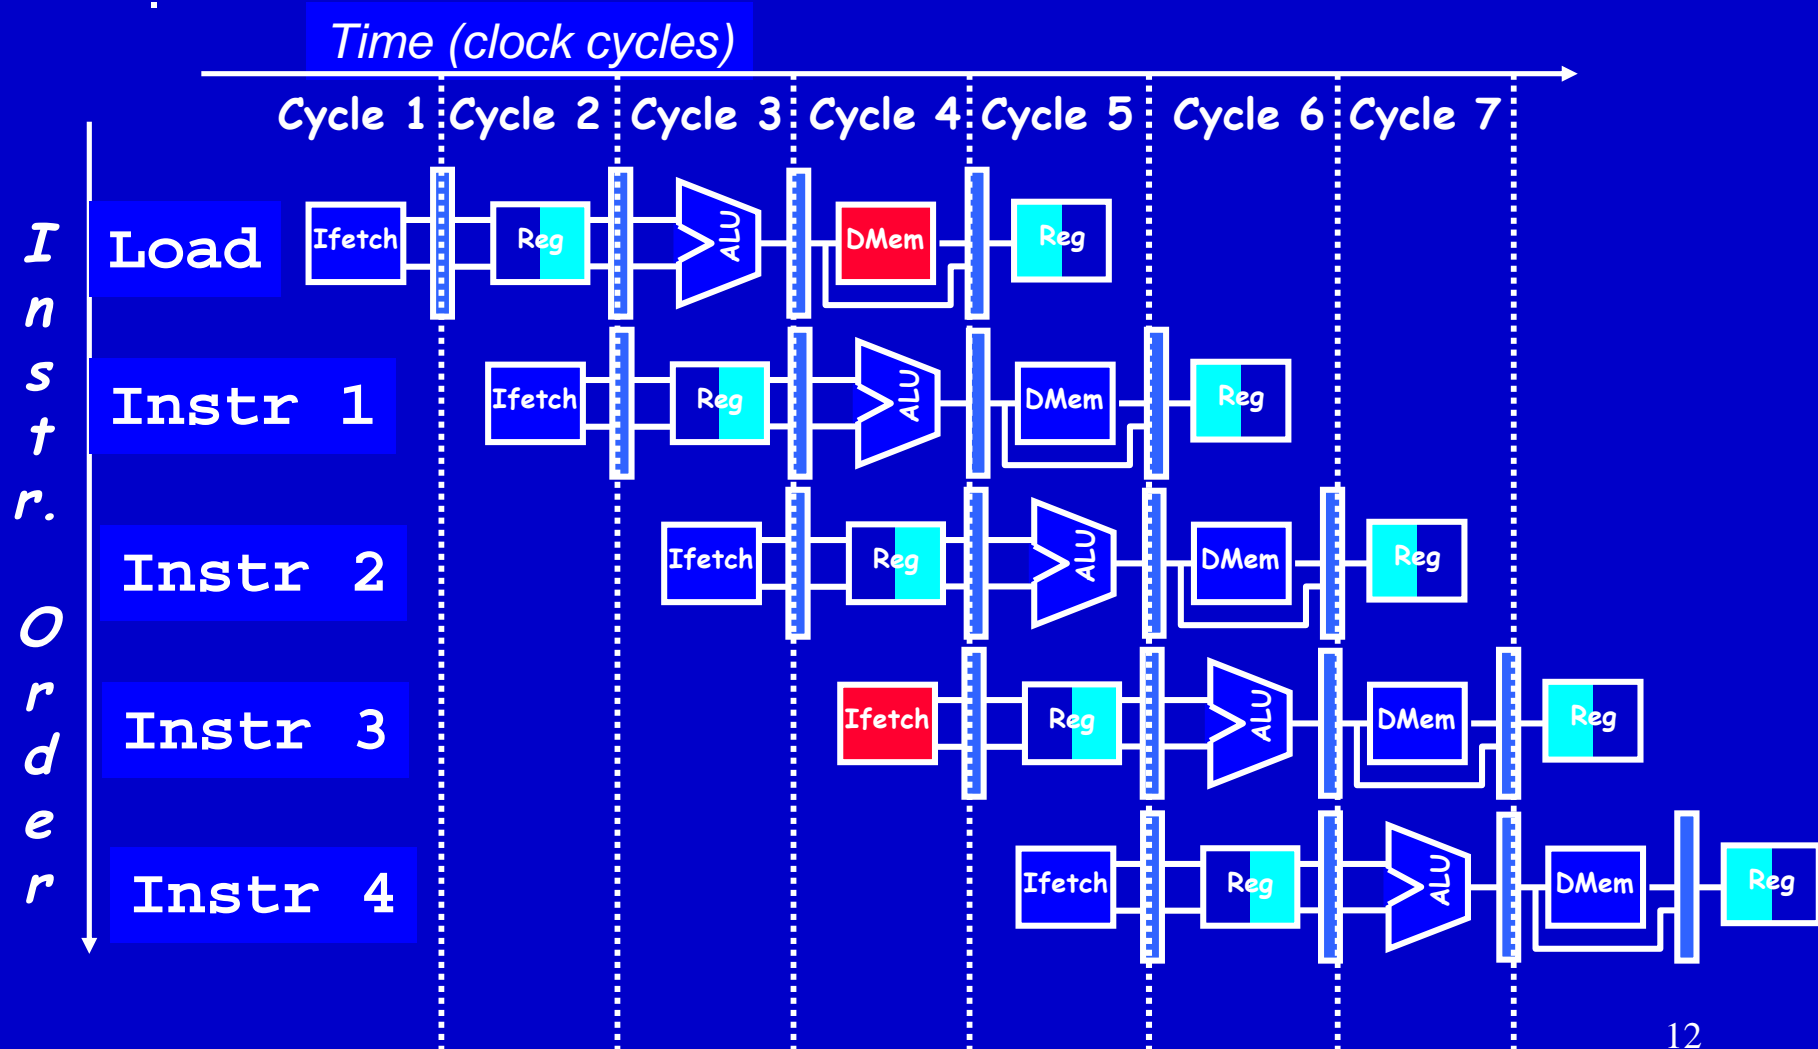 Time (clock cycles)
Cycle 1 Cycle 2 Cycle 3 Cycle 4 Cycle 5 Cycle 6 Cycle 7
Instr. Order
Load Ifetch Reg ALU DMem Reg
Instr 1 Ifetch Reg ALU DMem Reg
Instr 2 Ifetch Reg ALU DMem Reg
Instr 3 Ifetch Reg ALU DMem Reg
Instr 4 Ifetch Reg ALU DMem Reg
12